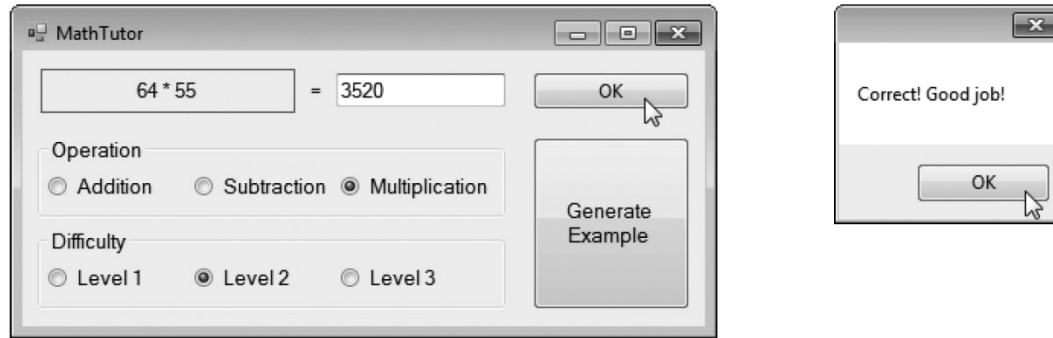 MathTutor
64 * 55 = 3520 OK
Operation
Addition Subtraction Multiplication
Generate
Example
Difficulty
Level 1 Level 2 Level 3
Correct! Good job!
OK